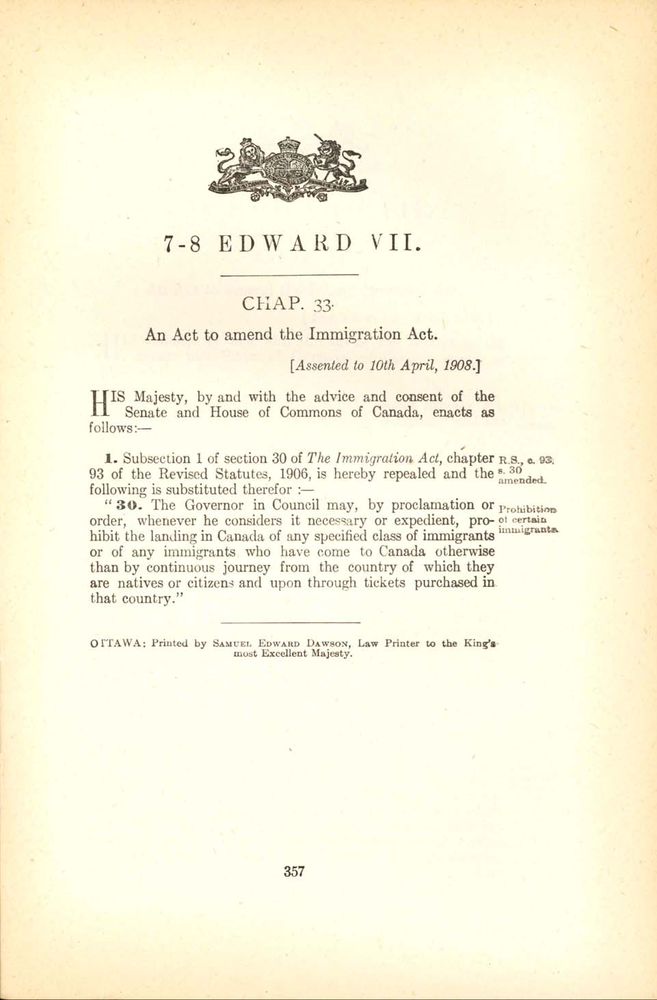 7-8 EDWARD VII.
CHAP. 33.
An Act to amend the Immigration Act.
[Assented to 10th April, 1908.]
HIS Majesty, by and with the advice and consent of the
Senate and House of Commons of Canada, enacts as
follows:—
1. Subsection 1 of section 30 of The Immigration Act, chapter
93 of the Revised Statutes, 1906, is hereby repealed and the
following is substituted therefor :—
R.S., c. 93,
s. 30
amended.
"30. The Governor in Council may, by proclamation or
order, whenever he considers it necessary or expedient, pro-
hibit the landing in Canada of any specified class of immigrants
or of any immigrants who have come to Canada otherwise
than by continuous journey from the country of which they
are natives or citizens and upon through tickets purchased in
that country."
Prohibition
of certain
immigrants.
OTTAWA: Printed by SAMUEL EDWARD DAWSON, Law Printer to the King's
most Excellent Majesty.
357